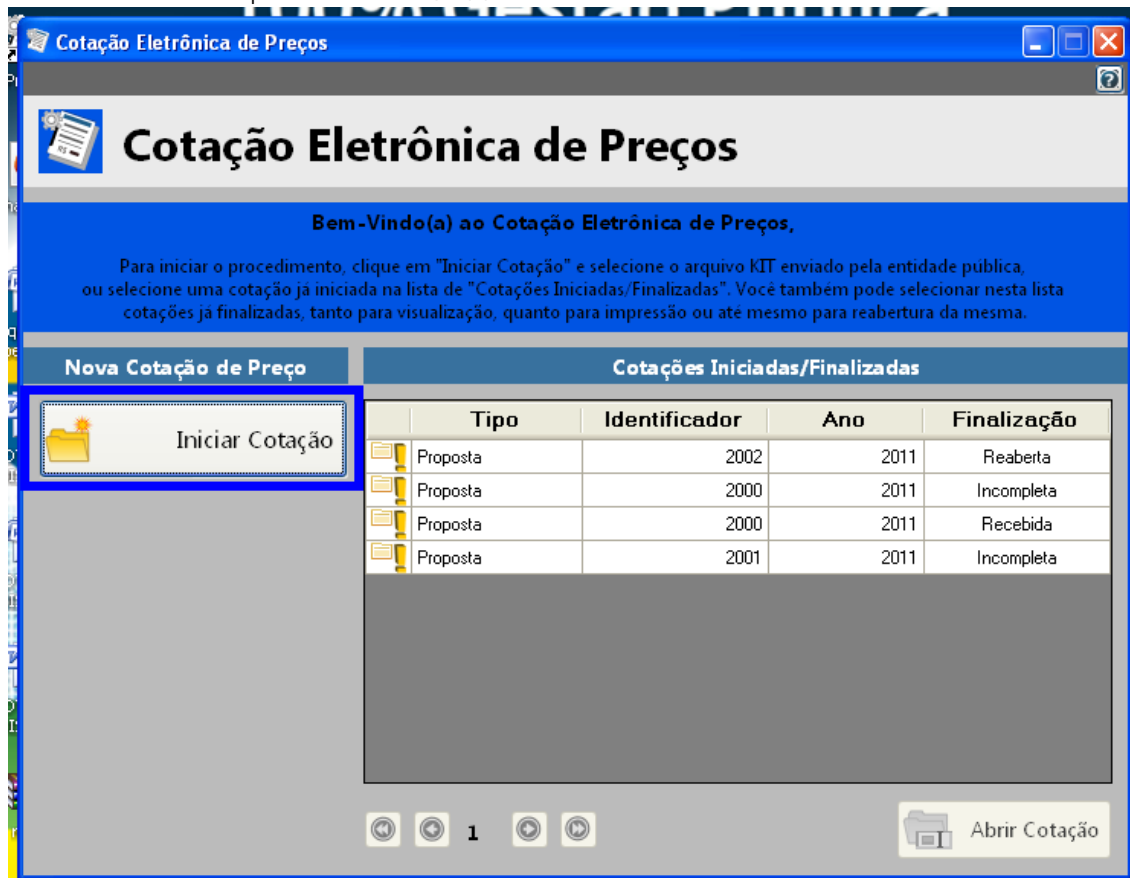 100% Gestão Pública
Cotação Eletrônica de Preços
Cotação Eletrônica de Preços
Bem-Vindo(a) ao Cotação Eletrônica de Preços,
Para iniciar o procedimento, clique em "Iniciar Cotação" e selecione o arquivo KIT enviado pela entidade pública,
ou selecione uma cotação já iniciada na lista de "Cotações Iniciadas/Finalizadas". Você também pode selecionar nesta lista
cotações já finalizadas, tanto para visualização, quanto para impressão ou até mesmo para reabertura da mesma.
Nova Cotação de Preço
Cotações Iniciadas/Finalizadas
Iniciar Cotação
Tipo Identificador Ano Finalização
Proposta 2002 2011 Reaberta
Proposta 2000 2011 Incompleta
Proposta 2000 2011 Recebida
Proposta 2001 2011 Incompleta
1
Abrir Cotação